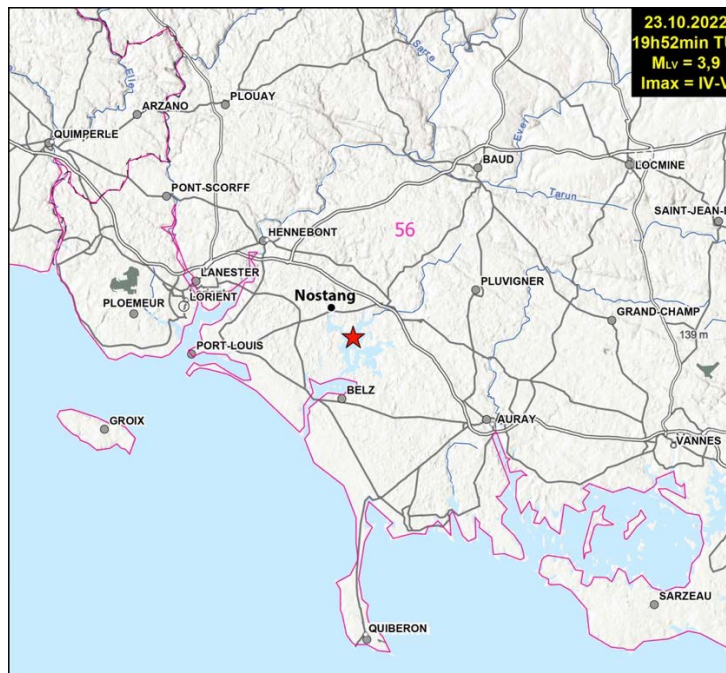 23.10.2022
19h52min TU
MLV = 3,9
Imax = IV-V
Sarre
Ellé
PLOUAY
ARZANO
Evel
QUIMPERLE
BAUD
LOCMINE
PONT-SCORFF
Tarun
SAINT-JEAN-
HENNEBONT
56
LANESTER
PLUVIGNER
LORIENT
Nostang
PLOEMEUR
GRAND-CHAMP
139 m
PORT-LOUIS
BELZ
GROIX
AURAY
VANNES
SARZEAU
QUIBERON